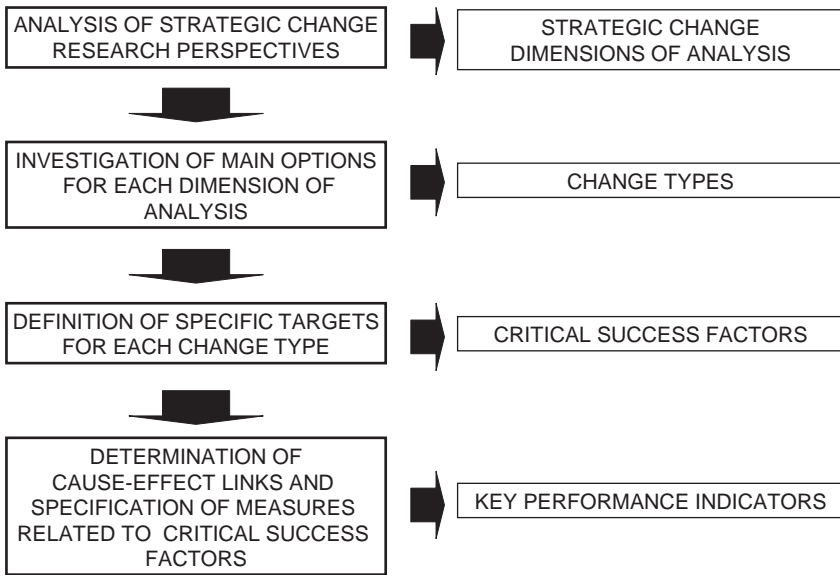 ANALYSIS OF STRATEGIC CHANGE
RESEARCH PERSPECTIVES
STRATEGIC CHANGE
DIMENSIONS OF ANALYSIS
INVESTIGATION OF MAIN OPTIONS
FOR EACH DIMENSION OF
ANALYSIS
CHANGE TYPES
DEFINITION OF SPECIFIC TARGETS
FOR EACH CHANGE TYPE
CRITICAL SUCCESS FACTORS
DETERMINATION OF
CAUSE-EFFECT LINKS AND
SPECIFICATION OF MEASURES
RELATED TO CRITICAL SUCCESS
FACTORS
KEY PERFORMANCE INDICATORS